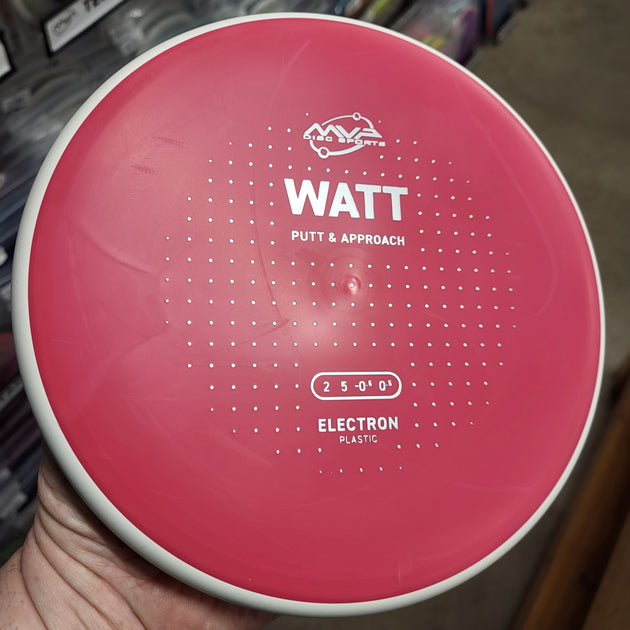 MVP
DISC SPORTS
WATT
PUTT & APPROACH
2 5 -0.5 0.5
ELECTRON
PLASTIC